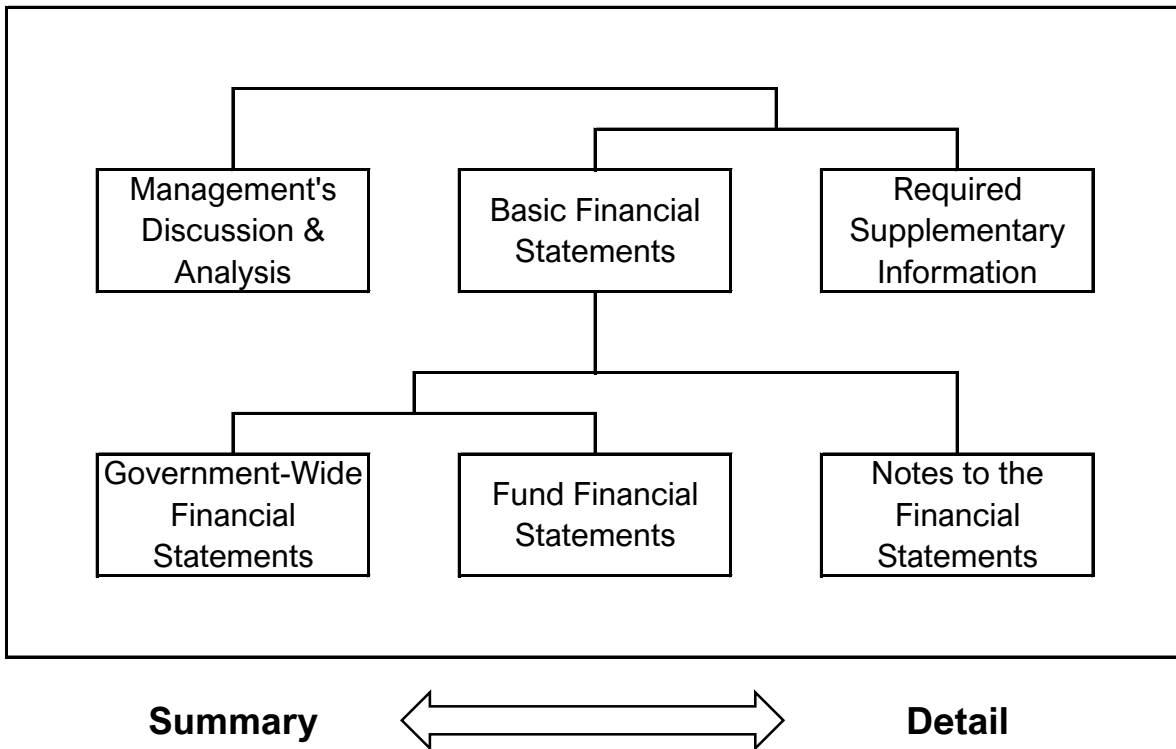 Management's
Discussion &
Analysis
Basic Financial
Statements
Required
Supplementary
Information
Government-Wide
Financial
Statements
Fund Financial
Statements
Notes to the
Financial
Statements
Summary
Detail